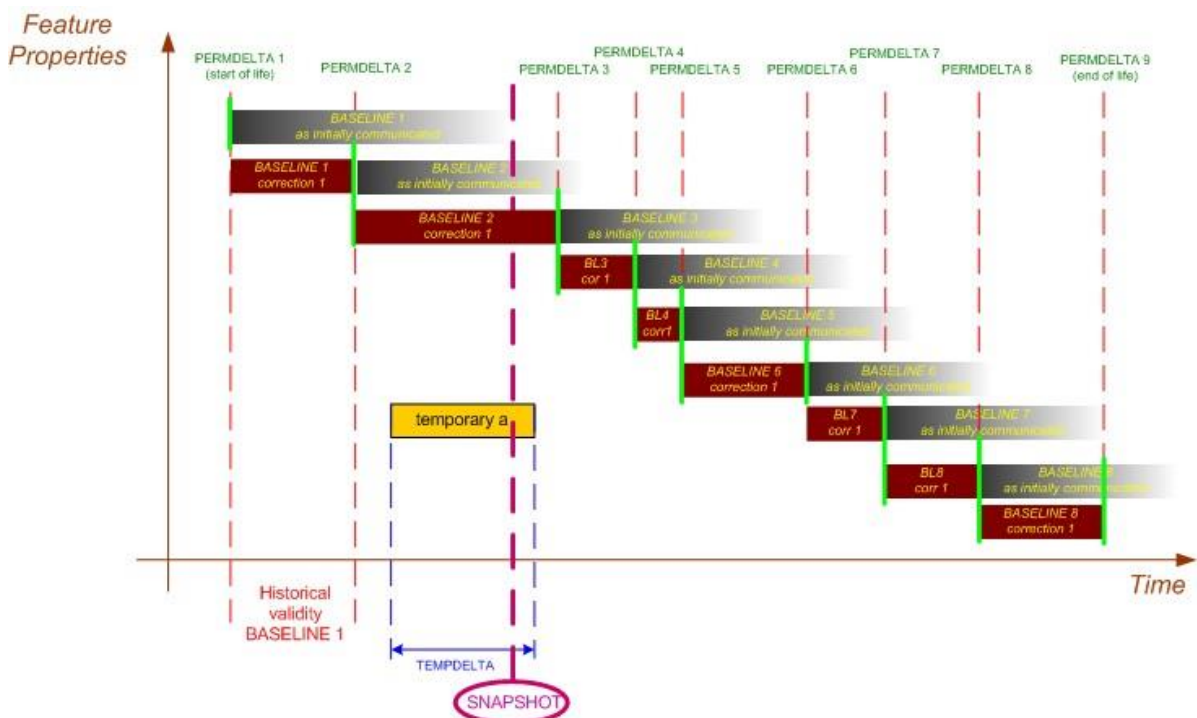 Feature
Properties
PERMDELTA 1
(start of life)
PERMDELTA 2
PERMDELTA 3
PERMDELTA 4
PERMDELTA 5
PERMDELTA 6
PERMDELTA 7
PERMDELTA 8
PERMDELTA 9
(end of life)
BASELINE 1
as initially communicated
BASELINE 1
correction 1
BASELINE 2
as initially communicated
BASELINE 2
correction 1
BASELINE 3
as initially communicated
BL3
cor 1
BASELINE 4
as initially communicated
BL4
corr1
BASELINE 5
as initially communicated
BASELINE 6
correction 1
BASELINE 6
as initially communicated
temporary a
BL7
corr 1
BASELINE 7
as initially communicated
BL8
corr 1
BASELINE 8
as initially communicated
BASELINE 8
correction 1
Time
Historical
validity
BASELINE 1
TEMPDELTA
SNAPSHOT